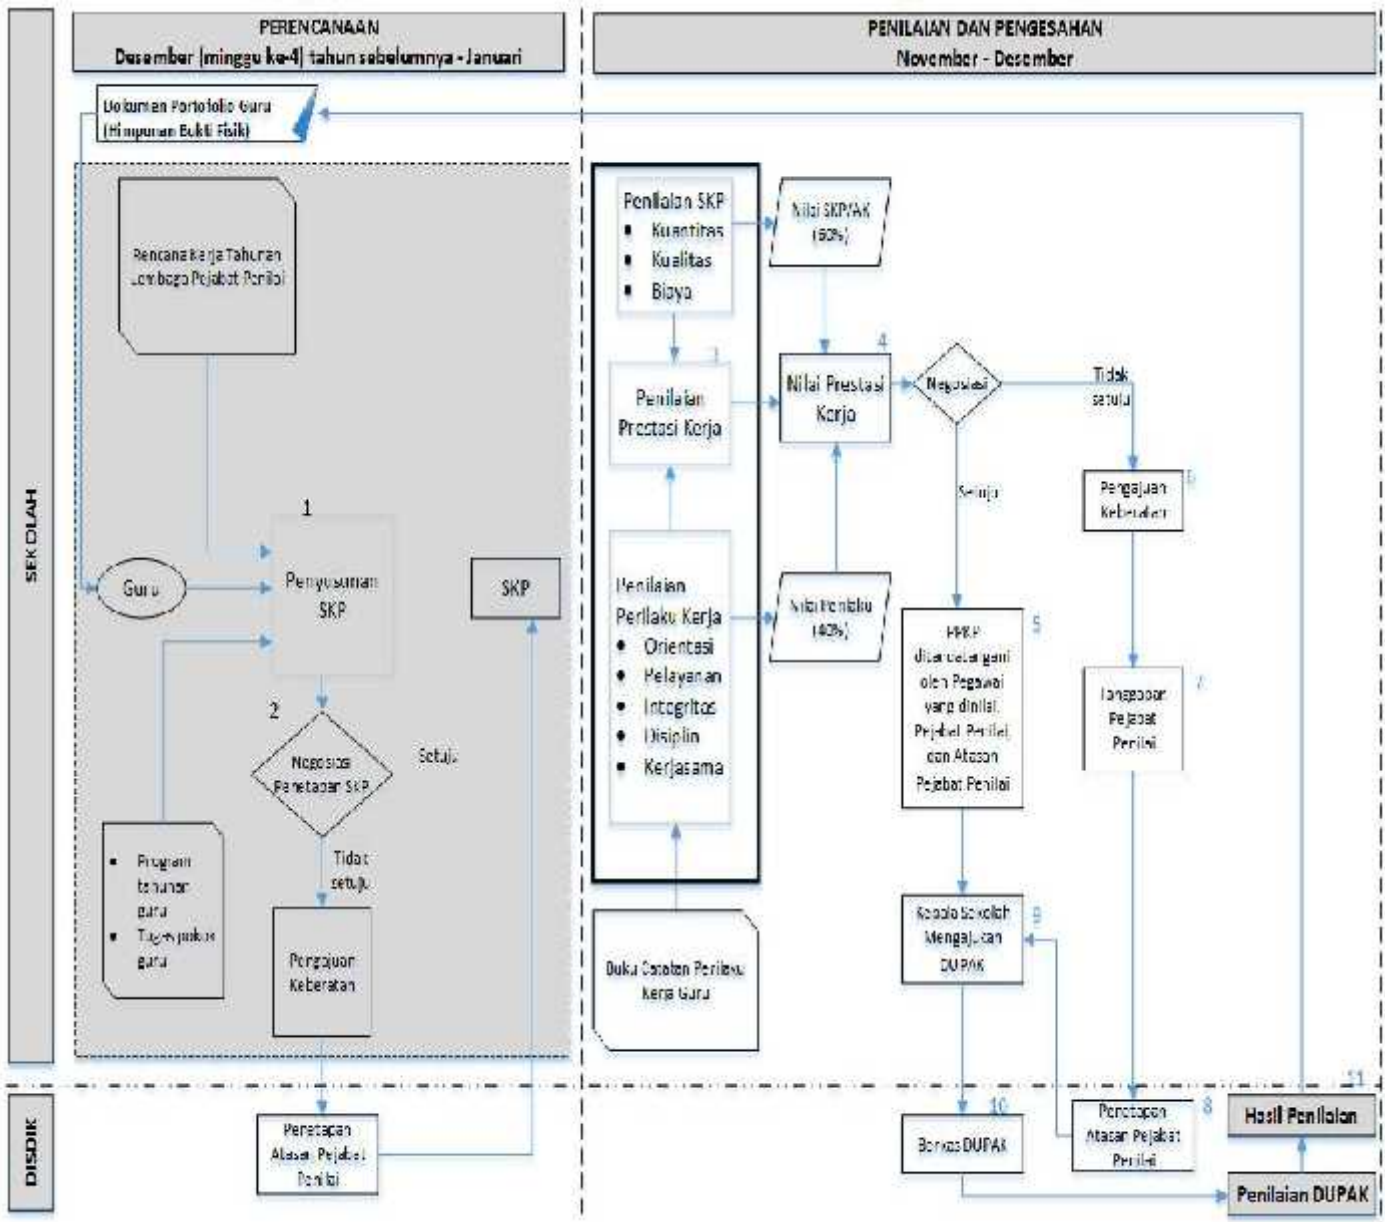 PERENCANAAN
Desember (minggu ke-4) tahun sebelumnya - Januari
PENILAIAN DAN PENGESAHAN
November - Desember
SEKOLAH
DISDIK
Dokumen Portofolio Guru
(Himpunan Bukti Fisik)
Rencana Kerja Tahunan
Lembaga Pejabat Penilai
Guru
1
Penyusunan
SKP
SKP
2
Negosiasi
Penetapan SKP
Setuju
Tidak
setuju
Program
tahunan
guru
Tugas pokok
guru
Pengajuan
Keberatan
Penetapan
Atasan Pejabat
Penilai
Penilaian SKP
Kuantitas
Kualitas
Biaya
Nilai SKP/AK
(60%)
3
Penilaian
Prestasi Kerja
4
Nilai Prestasi
Kerja
Negosiasi
Tidak
setuju
Setuju
Penilaian
Perilaku Kerja
Orientasi
Pelayanan
Integritas
Disiplin
Kerjasama
Nilai Perilaku
(40%)
5
ditandatangani
oleh Pegawai
yang dinilai,
Pejabat Penilai,
dan Atasan
Pejabat Penilai
6
Pengajuan
Keberatan
7
Tanggapan
Pejabat
Penilai
Buku Catatan Perilaku
Kerja Guru
9
Kepala Sekolah
Mengajukan
DUPAK
10
Berkas DUPAK
8
Penetapan
Atasan Pejabat
Penilai
11
Hasil Penilaian
Penilaian DUPAK